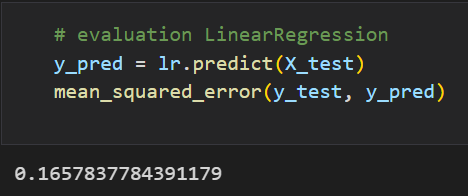 # evaluation LinearRegression
y_pred = lr.predict(X_test)
mean_squared_error(y_test, y_pred)
0.1657837784391179